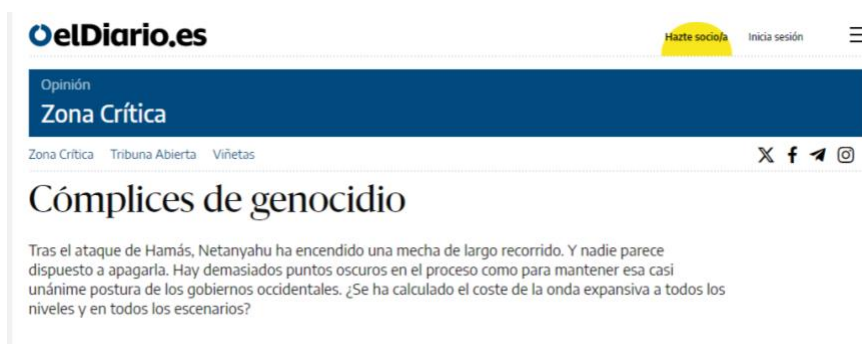 elDiario.es
Hazte socio/a Inicia sesión
Opinión
Zona Crítica
Zona Crítica Tribuna Abierta Viñetas
Cómplices de genocidio
Tras el ataque de Hamás, Netanyahu ha encendido una mecha de largo recorrido. Y nadie parece
dispuesto a apagarla. Hay demasiados puntos oscuros en el proceso como para mantener esa casi
unánime postura de los gobiernos occidentales. ¿Se ha calculado el coste de la onda expansiva a todos los
niveles y en todos los escenarios?